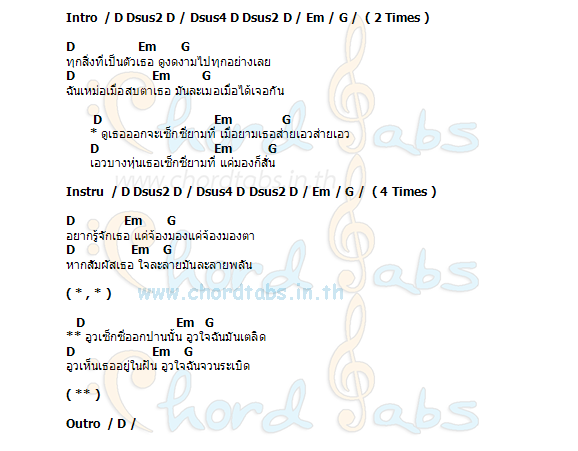 Intro / D Dsus2 D / Dsus4 D Dsus2 D / Em / G / ( 2 Times )
D Em G
ทุกสิ่งที่เป็นตัวเธอ ดูงดงามไปทุกอย่างเลย
D Em G
ฉันเหม่อเมื่อสบตาเธอ มันละเมอเมื่อได้เจอกัน
D Em G
* ดูเธอออกจะเซ็กซี่ยามที่ เมื่อยามเธอส่ายเอวส่ายเอว
D Em G
เอวบางหุ่นเธอเซ็กซี่ยามที่ แค่มองก็สั่น
www.chordtabs.in.th
Instru / D Dsus2 D / Dsus4 D Dsus2 D / Em / G / ( 4 Times )
D Em G
อยากรู้จักเธอ แค่จ้องมองแค่จ้องมองตา
D Em G
หากสัมผัสเธอ ใจละลายมันละลายพลัน
( * , * )
www.chordtabs.in.th
D Em G
** อูวเซ็กซี่ออกปานนั้น อูวใจฉันมันเตลิด
D Em G
อูวเห็นเธออยู่ในฝัน อูวใจฉันจวนระเบิด
( ** )
Outro / D /